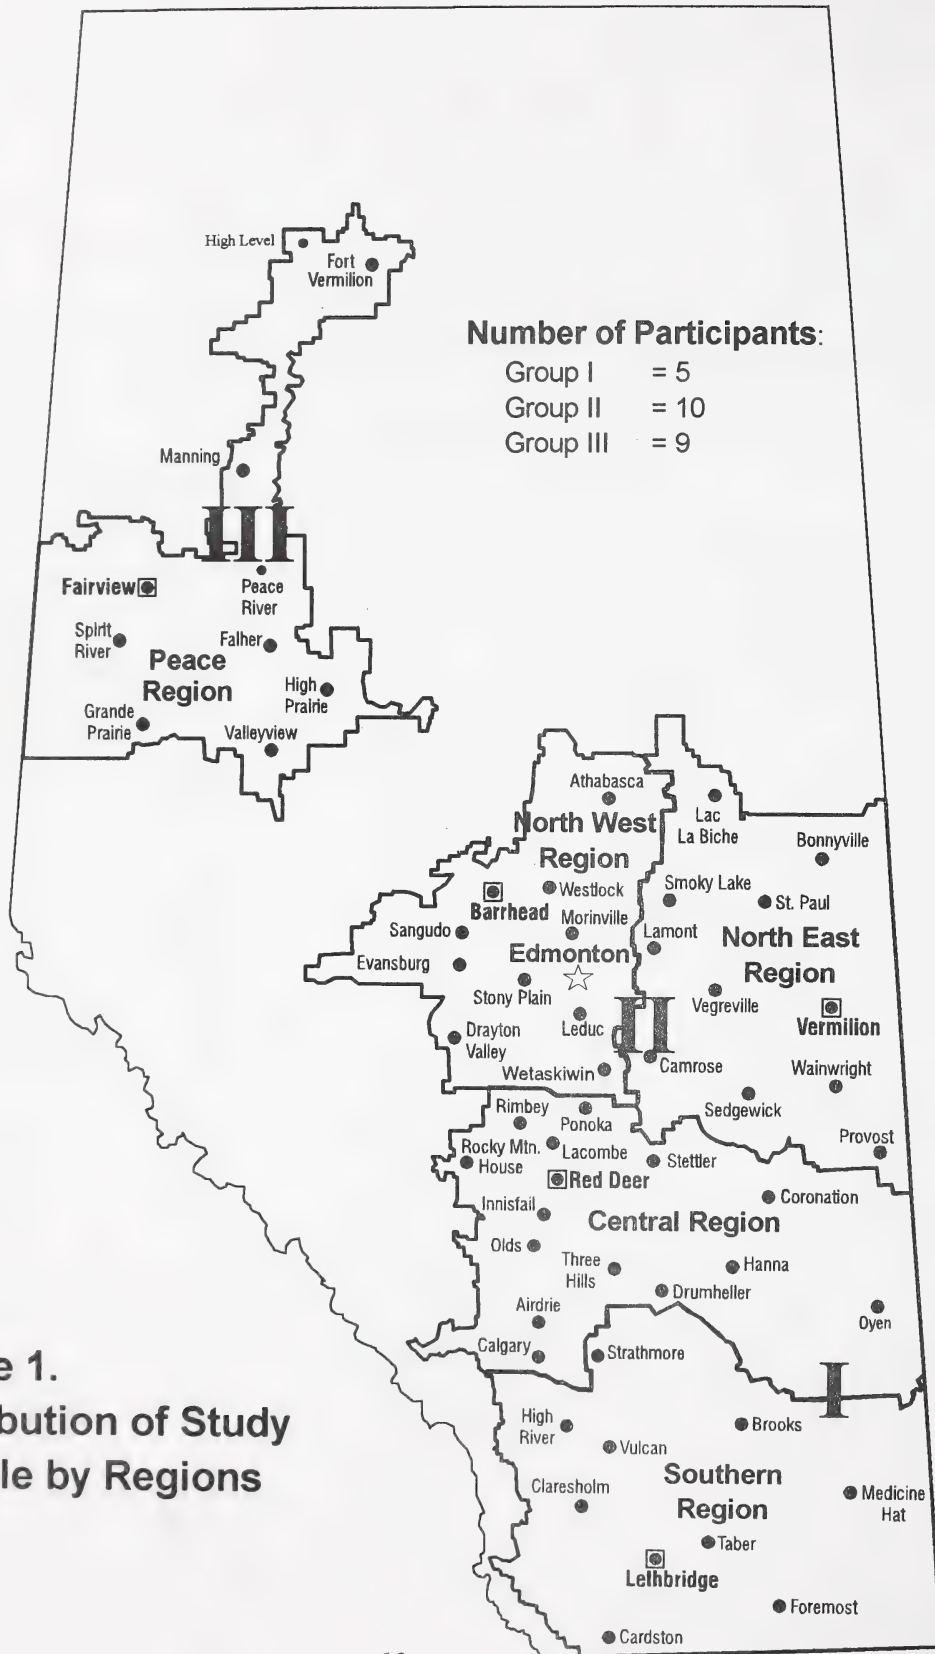 High Level
Fort
Vermilion
Number of Participants:
Group I = 5
Group II = 10
Group III = 9
Manning
III
Fairview
Peace
River
Spirit
River
Falher
Peace
Region
High
Prairie
Grande
Prairie
Valleyview
Athabasca
Lac
La Biche
North West
Region
Bonnyville
Westlock
Smoky Lake
Barrhead
St. Paul
Morinville
Sangudo
Lamont
North East
Region
Edmonton
Evansburg
Stony Plain
Vegreville
Leduc
II
Vermilion
Drayton
Valley
Camrose
Wetaskiwin
Wainwright
Rimbey
Ponoka
Sedgewick
Provost
Rocky Mtn.
House
Lacombe
Stettler
Red Deer
Coronation
Innisfail
Central Region
Olds
Three
Hills
Hanna
Drumheller
Airdrie
Oyen
Calgary
Strathmore
I
e 1.
bution of Study
le by Regions
High
River
Brooks
Vulcan
Southern
Region
Claresholm
Medicine
Hat
Taber
Lethbridge
Foremost
Cardston